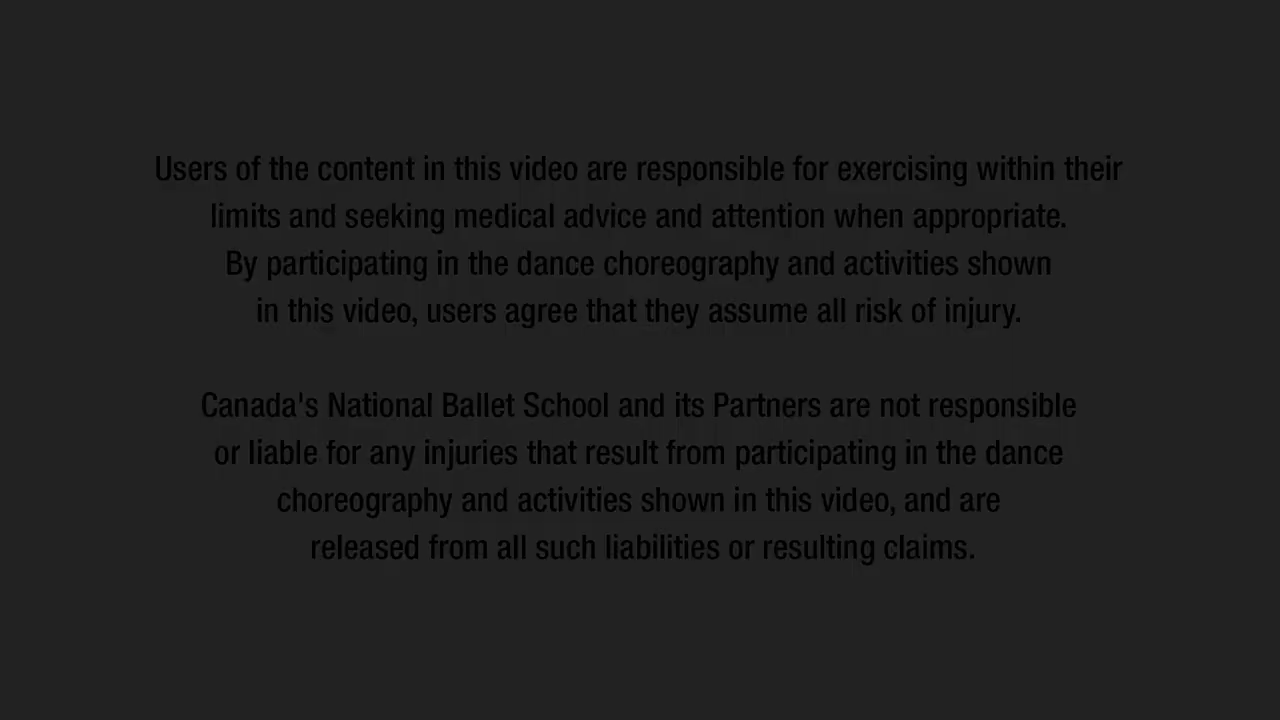 Users of the content in this video are responsible for exercising within their
limits and seeking medical advice and attention when appropriate.
By participating in the dance choreography and activities shown
in this video, users agree that they assume all risk of injury.
Canada's National Ballet School and its Partners are not responsible
or liable for any injuries that result from participating in the dance
choreography and activities shown in this video, and are
released from all such liabilities or resulting claims.